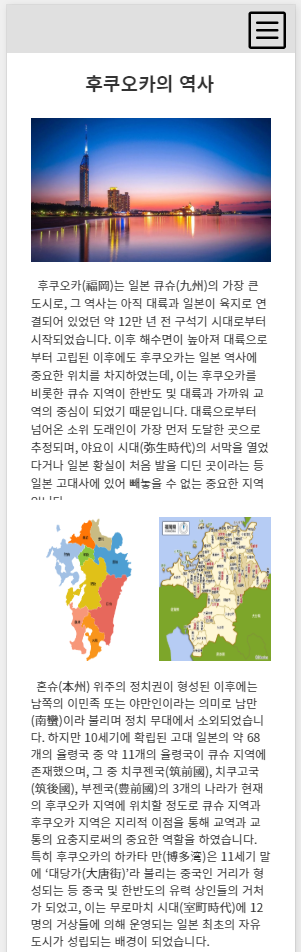 후쿠오카의 역사
후쿠오카(福岡)는 일본 큐슈(九州)의 가장 큰
도시로, 그 역사는 아직 대륙과 일본이 육지로 연
결되어 있었던 약 12만 년 전 구석기 시대로부터
시작되었습니다. 이후 해수면이 높아져 대륙으로
부터 고립된 이후에도 후쿠오카는 일본 역사에
중요한 위치를 차지하였는데, 이는 후쿠오카를
비롯한 큐슈 지역이 한반도 및 대륙과 가까워 교
역의 중심이 되었기 때문입니다. 대륙으로부터
넘어온 소위 도래인이 가장 먼저 도달한 곳으로
추정되며, 야요이 시대(弥生時代)의 서막을 열었
다거나 일본 황실이 처음 발을 디딘 곳이라는 등
일본 고대사에 있어 빼놓을 수 없는 중요한 지역
혼슈(本州) 위주의 정치권이 형성된 이후에는
남쪽의 이민족 또는 야만인이라는 의미로 남만
(南蠻)이라 불리며 정치 무대에서 소외되었습니
다. 하지만 10세기에 확립된 고대 일본의 약 68
개의 율령국 중 약 11개의 율령국이 큐슈 지역에
존재했으며, 그 중 치쿠젠국(筑前國), 치쿠고국
(筑後國), 부젠국(豊前國)의 3개의 나라가 현재
의 후쿠오카 지역에 위치할 정도로 큐슈 지역과
후쿠오카 지역은 지리적 이점을 통해 교역과 교
통의 요충지로써의 중요한 역할을 하였습니다.
특히 후쿠오카의 하카타 만(博多湾)은 11세기 말
에 ‘대당가(大唐街)’라 불리는 중국인 거리가 형
성되는 등 중국 및 한반도의 유력 상인들의 거처
가 되었고, 이는 무로마치 시대(室町時代)에 12
명의 거상들에 의해 운영되는 일본 최초의 자유
도시가 성립되는 배경이 되었습니다.